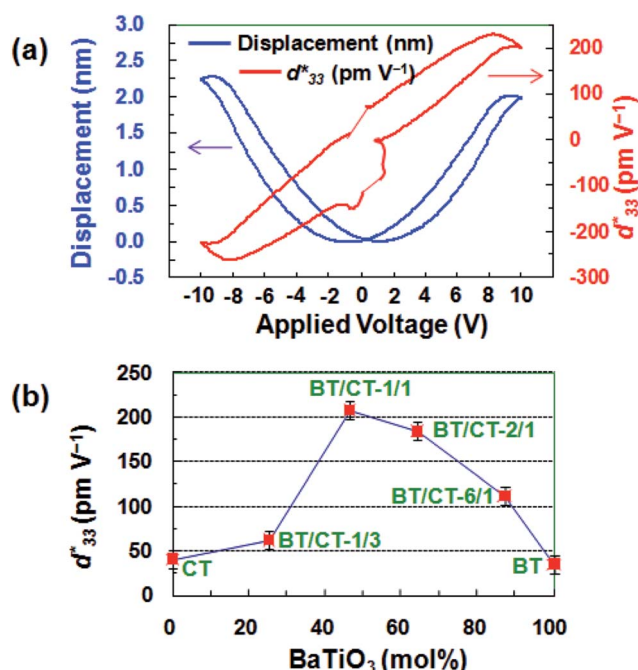 (a)
Displacement (nm)
3.0
2.5
2.0
1.5
1.0
0.5
0.0
-0.5
Displacement (nm)
d*33 (pm V−1)
200
100
0
-100
-200
-300
d*33 (pm V−1)
-10 -8 -6 -4 -2 0 2 4 6 8 10
Applied Voltage (V)
(b)
d*33 (pm V−1)
250
200
150
100
50
0
BT/CT-1/1
BT/CT-2/1
BT/CT-6/1
BT/CT-1/3
CT
BT
0 20 40 60 80 100
BaTiO3 (mol%)